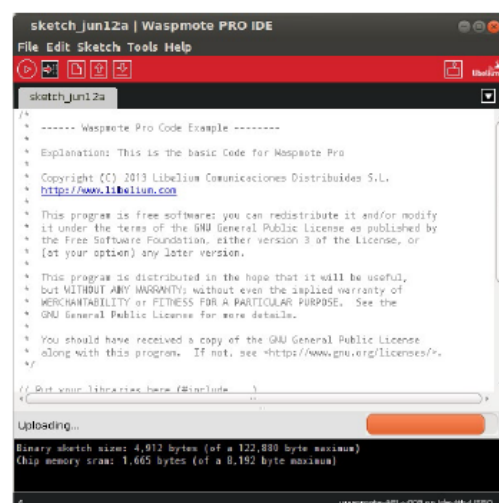 sketch_jun12a | Waspmote PRO IDE
File Edit Sketch Tools Help
libelium
sketch_jun12a
/*
* ------ Waspmote Pro Code Example --------
*
* Explanation: This is the basic Code for Waspmote Pro
*
* Copyright (C) 2013 Libelium Comunicaciones Distribuidas S.L.
* http://www.libelium.com
*
* This program is free software: you can redistribute it and/or modify
* it under the terms of the GNU General Public License as published by
* the Free Software Foundation, either version 3 of the License, or
* (at your option) any later version.
*
* This program is distributed in the hope that it will be useful,
* but WITHOUT ANY WARRANTY; without even the implied warranty of
* MERCHANTABILITY or FITNESS FOR A PARTICULAR PURPOSE. See the
* GNU General Public License for more details.
*
* You should have received a copy of the GNU General Public License
* along with this program. If not, see <http://www.gnu.org/licenses/>.
*/
// Put your libraries here (#include ...)
Uploading...
Binary sketch size: 4,912 bytes (of a 122,880 byte maximum)
Chip memory sram: 1,665 bytes (of a 8,192 byte maximum)